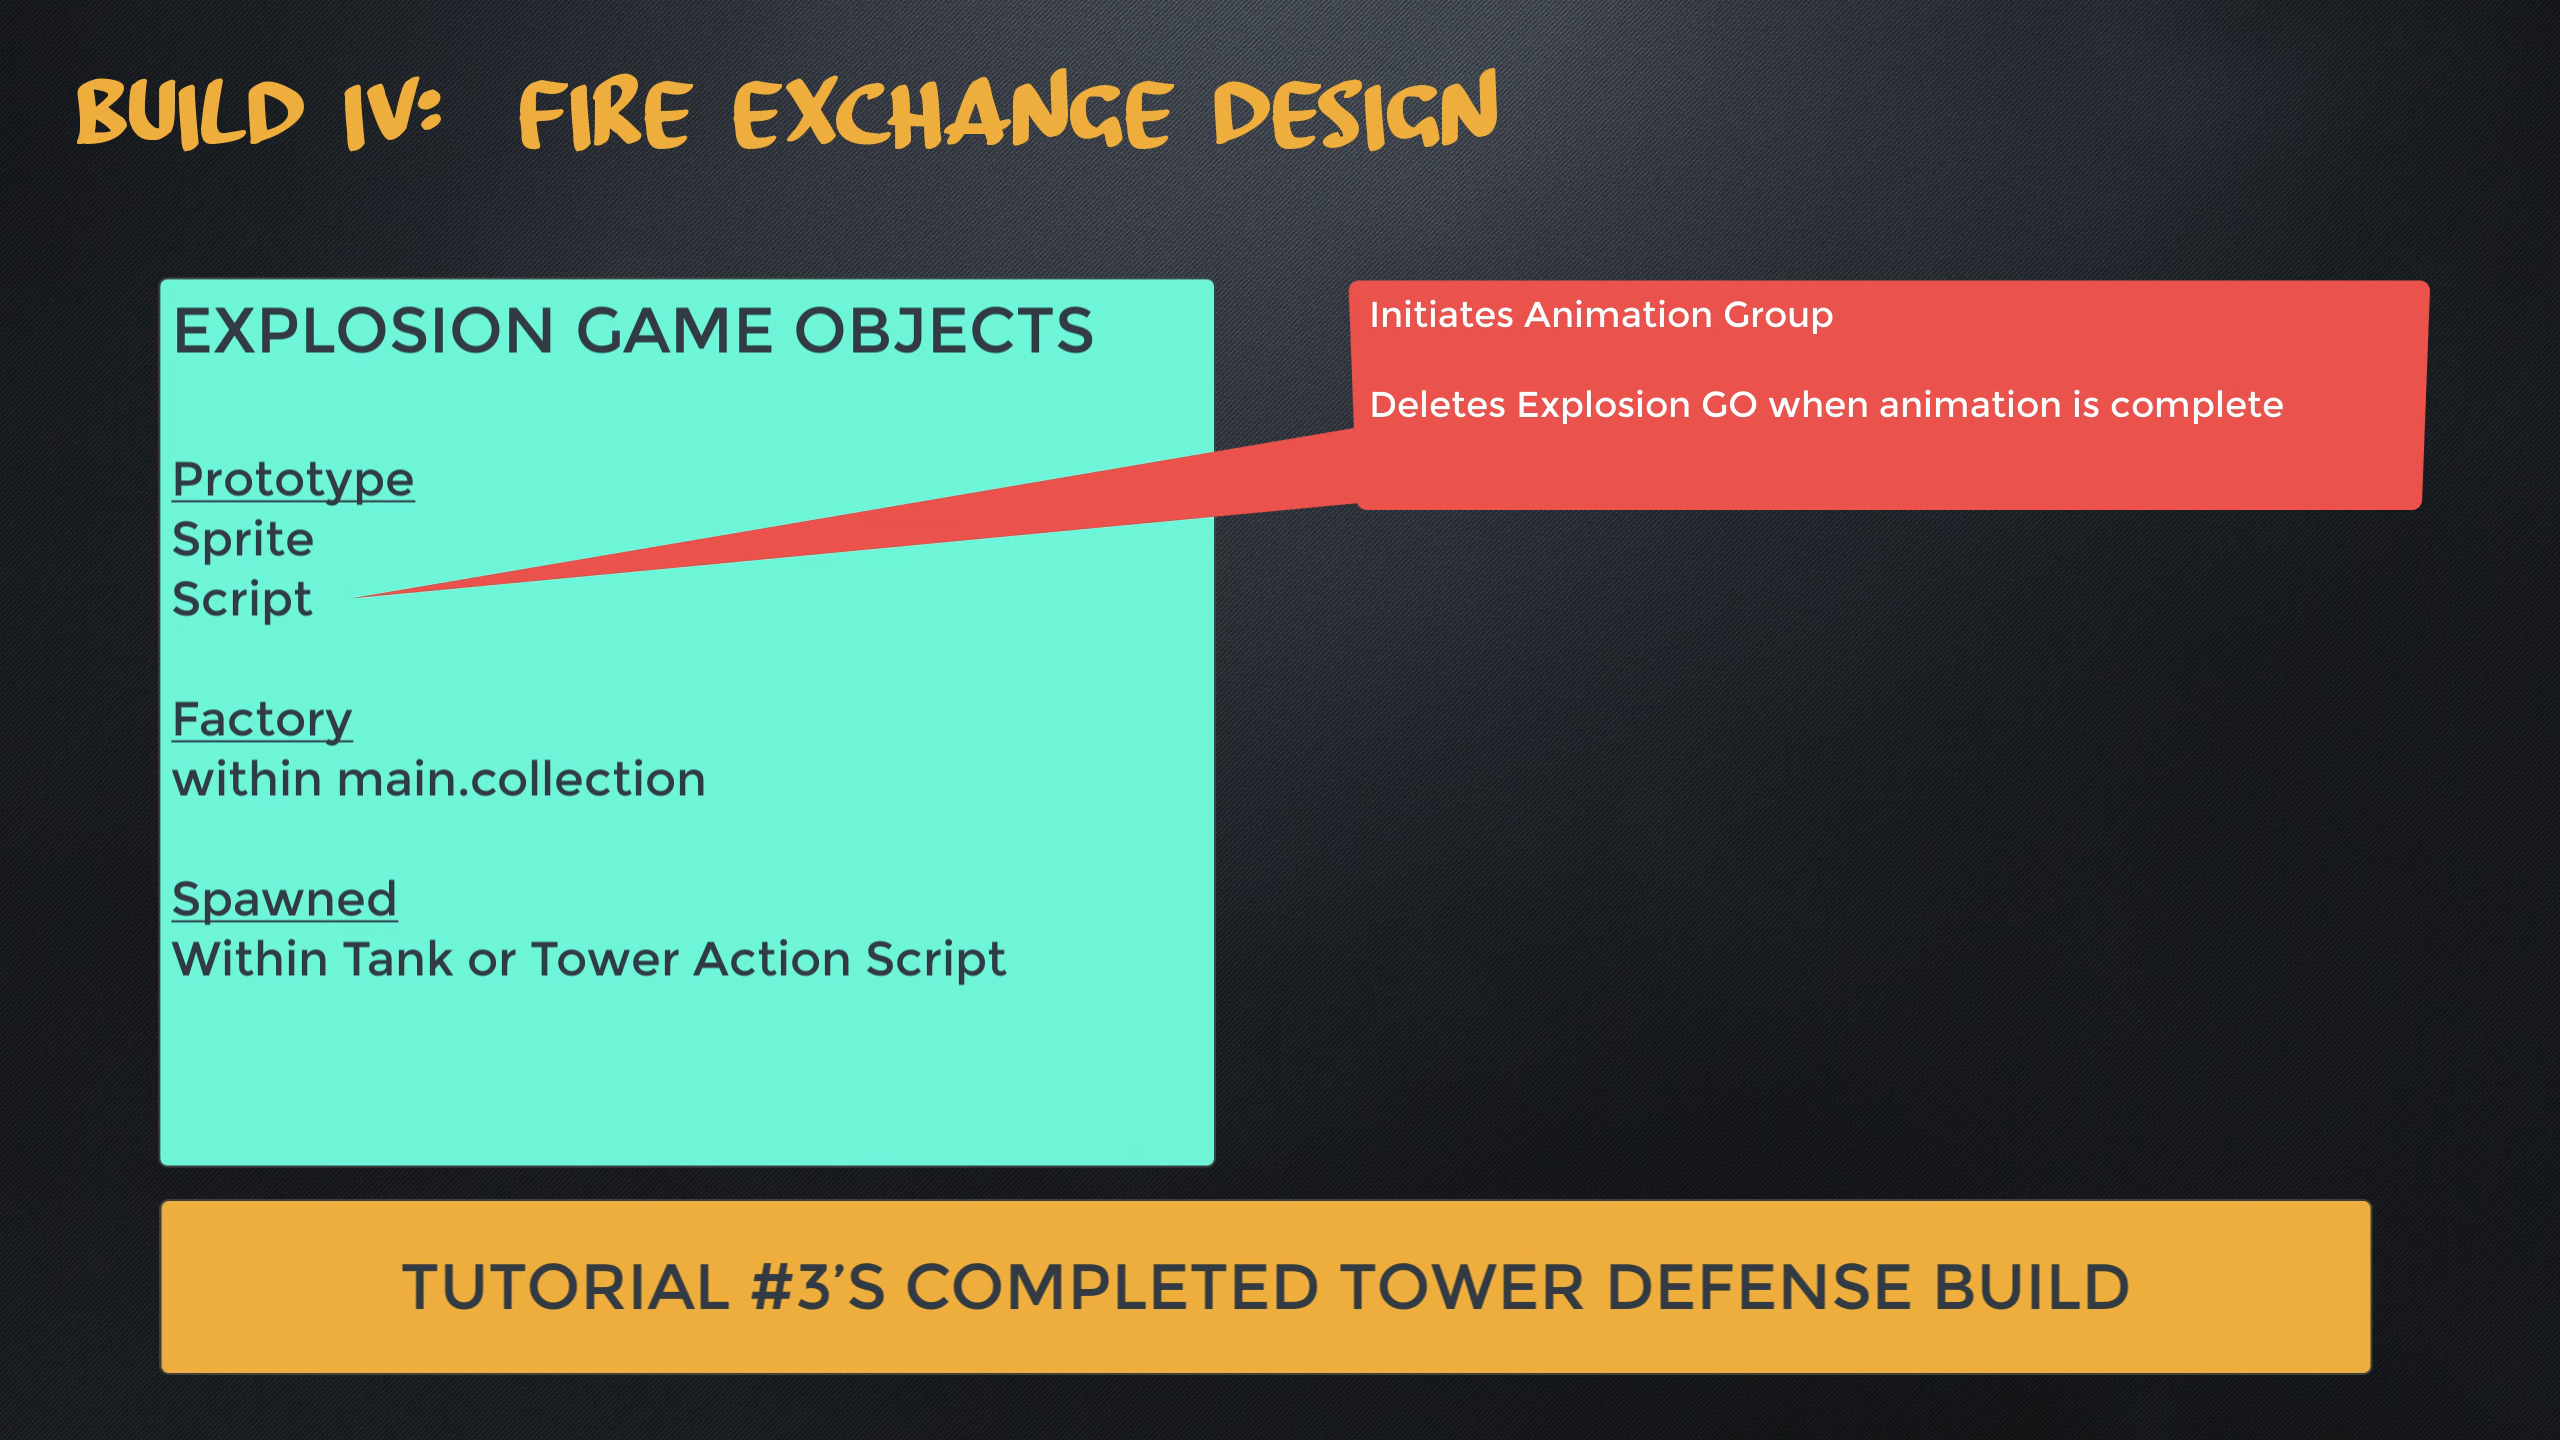 BUILD IV: FIRE EXCHANGE DESIGN
EXPLOSION GAME OBJECTS
Prototype
Sprite
Script
Factory
within main.collection
Spawned
Within Tank or Tower Action Script
Initiates Animation Group
Deletes Explosion GO when animation is complete
TUTORIAL #3’S COMPLETED TOWER DEFENSE BUILD